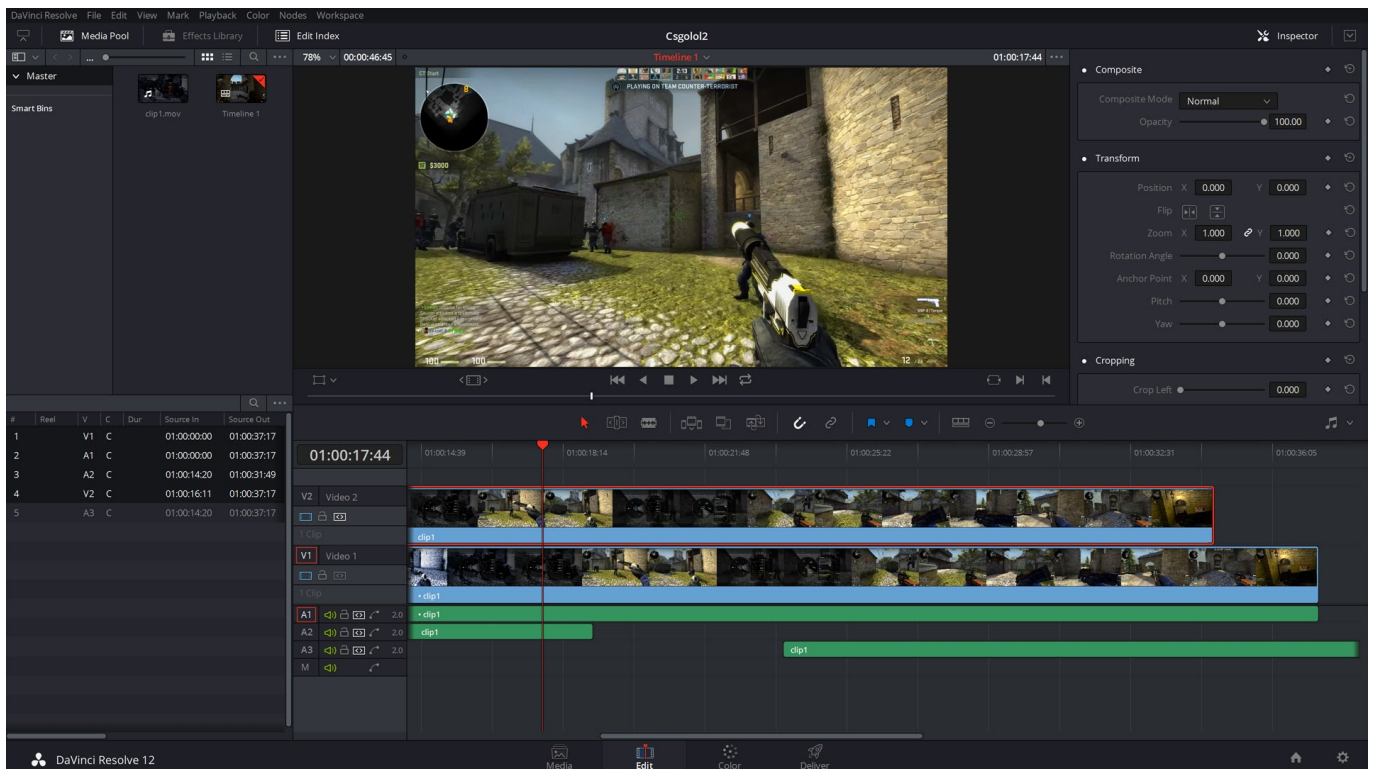 DaVinci Resolve File Edit View Mark Playback Color Nodes Workspace
Media Pool Effects Library Edit Index Csgolol2 Inspector
... 78% 00:00:46:45 Timeline 1 01:00:17:44
Master
Smart Bins
clip1.mov Timeline 1
CT Start
2:13
PLAYING ON TEAM COUNTER-TERRORIST
$3000
100 100 12
Composite
Composite Mode Normal
Opacity 100.00
Transform
Position X 0.000 Y 0.000
Flip
Zoom X 1.000 Y 1.000
Rotation Angle 0.000
Anchor Point X 0.000 Y 0.000
Pitch 0.000
Yaw 0.000
Cropping
Crop Left 0.000
# Reel V C Dur Source In Source Out
1 V1 C 01:00:00:00 01:00:37:17
2 A1 C 01:00:00:00 01:00:37:17
3 A2 C 01:00:14:20 01:00:31:49
4 V2 C 01:00:16:11 01:00:37:17
5 A3 C 01:00:14:20 01:00:37:17
01:00:17:44 01:00:14:39 01:00:18:14 01:00:21:48 01:00:25:22 01:00:28:57 01:00:32:31 01:00:36:05
V2 Video 2
1 Clip clip1
V1 Video 1
1 Clip • clip1
A1 2.0 • clip1
A2 2.0 clip1
A3 2.0 clip1
M
DaVinci Resolve 12 Media Edit Color Deliver